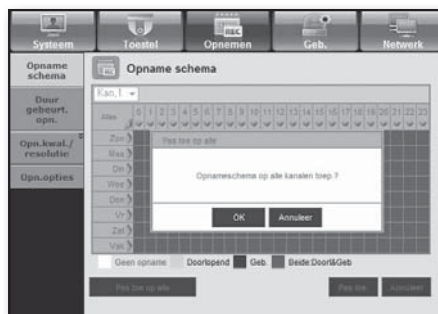 Systeem Toestel Opnemen Geb. Netwerk
REC
Opname schema
Duur gebeurt. opn.
Opn.kwal./ resolutie
Opn.opties
Opname schema
Kan, 1
Alles 0 1 2 3 4 5 6 7 8 9 10 11 12 13 14 15 16 17 18 19 20 21 22 23
Zon
Maa
Din
Woe
Don
Vr
Zat
Vak
Pas toe op alle
Opnameschema op alle kanalen toep.?
OK Annuleer
Geen opname Doorlopend Geb. Beide:Doorl&Geb
Pas toe op alle Pas toe. Annuleer